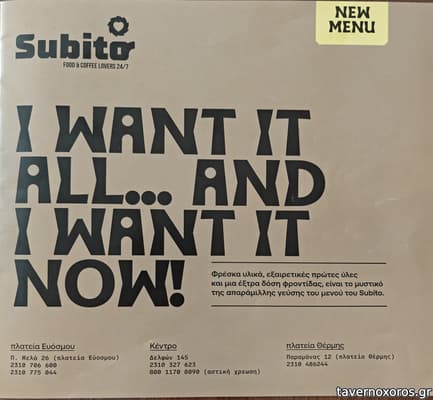 Subito
FOOD & COFFEE LOVERS 24/7
NEW
MENU
I WANT IT
ALL... AND
I WANT IT
NOW!
Φρέσκα υλικά, εξαιρετικές πρώτες ύλες
και μια έξτρα δόση φροντίδας, είναι το μυστικό
της απαράμιλλης γεύσης του μενού του Subito.
πλατεία Ευόσμου
Π. Μελά 26 (πλατεία Εύοσμου)
2310 706 600
2310 775 044
Κέντρο
Δελφών 145
2310 327 623
800 1170 0090 (αστική χρέωση)
πλατεία Θέρμης
Παραμάνας 12 (πλατεία Θέρμης)
2310 486244
tavernoxoros.gr